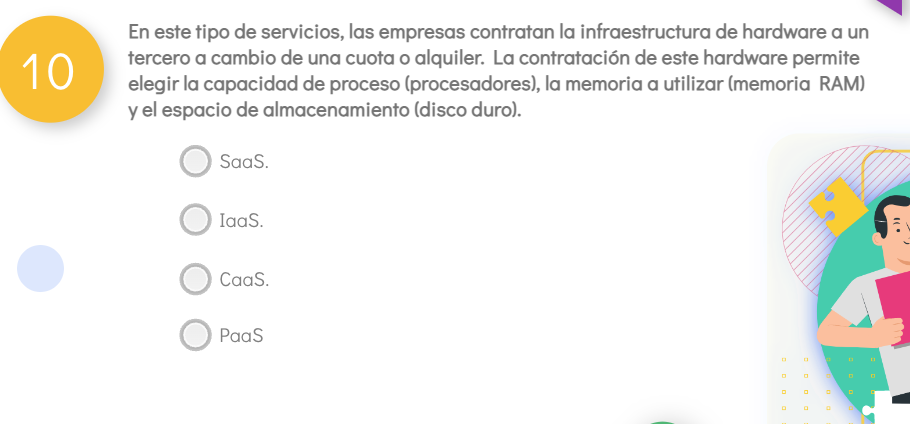 10
En este tipo de servicios, las empresas contratan la infraestructura de hardware a un
tercero a cambio de una cuota o alquiler. La contratación de este hardware permite
elegir la capacidad de proceso (procesadores), la memoria a utilizar (memoria RAM)
y el espacio de almacenamiento (disco duro).
SaaS.
IaaS.
CaaS.
PaaS